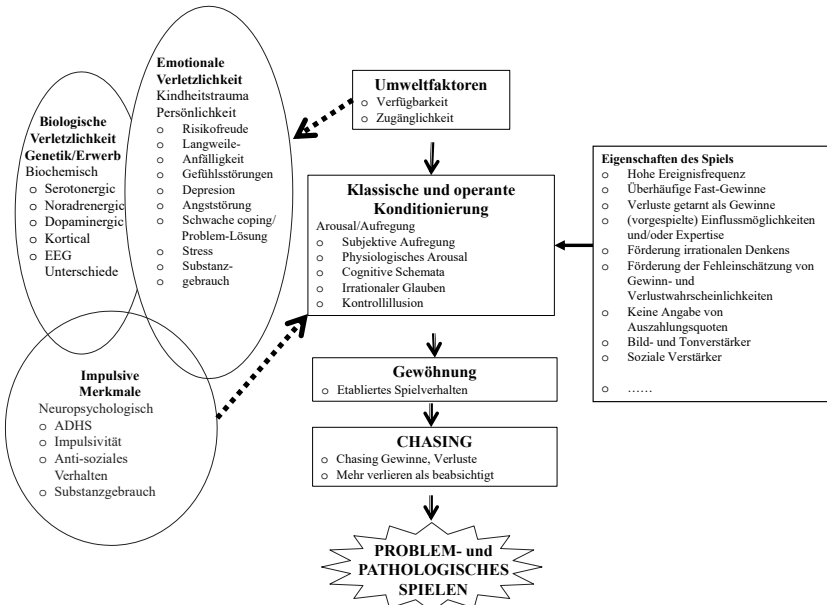 Emotionale
Verletzlichkeit
Kindheitstrauma
Persönlichkeit
o Risikofreude
o Langweile-
o Anfälligkeit
o Gefühlsstörungen
o Depresion
o Angststörung
o Schwache coping/
Problem-Lösung
o Stress
o Substanz-
o gebrauch
Biologische
Verletzlichkeit
Genetik/Erwerb
Biochemisch
o Serotonergic
o Noradrenergic
o Dopaminergic
o Kortical
o EEG
Unterschiede
Impulsive
Merkmale
Neuropsychologisch
o ADHS
o Impulsivität
o Anti-soziales
Verhalten
o Substanzgebrauch
Umweltfaktoren
o Verfügbarkeit
o Zugänglichkeit
Klassische und operante
Konditionierung
Arousal/Aufregung
o Subjektive Aufregung
o Physiologisches Arousal
o Cognitive Schemata
o Irrationaler Glauben
o Kontrollillusion
Gewöhnung
o Etabliertes Spielverhalten
CHASING
o Chasing Gewinne, Verluste
o Mehr verlieren als beabsichtigt
PROBLEM- und
PATHOLOGISCHES
SPIELEN
Eigenschaften des Spiels
o Hohe Ereignisfrequenz
o Überhäufige Fast-Gewinne
o Verluste getarnt als Gewinne
o (vorgespielte) Einflussmöglichkeiten
und/oder Expertise
o Förderung irrationalen Denkens
o Förderung der Fehleinschätzung von
Gewinn- und
Verlustwahrscheinlichkeiten
o Keine Angabe von
Auszahlungsquoten
o Bild- und Tonverstärker
o Soziale Verstärker
o ……